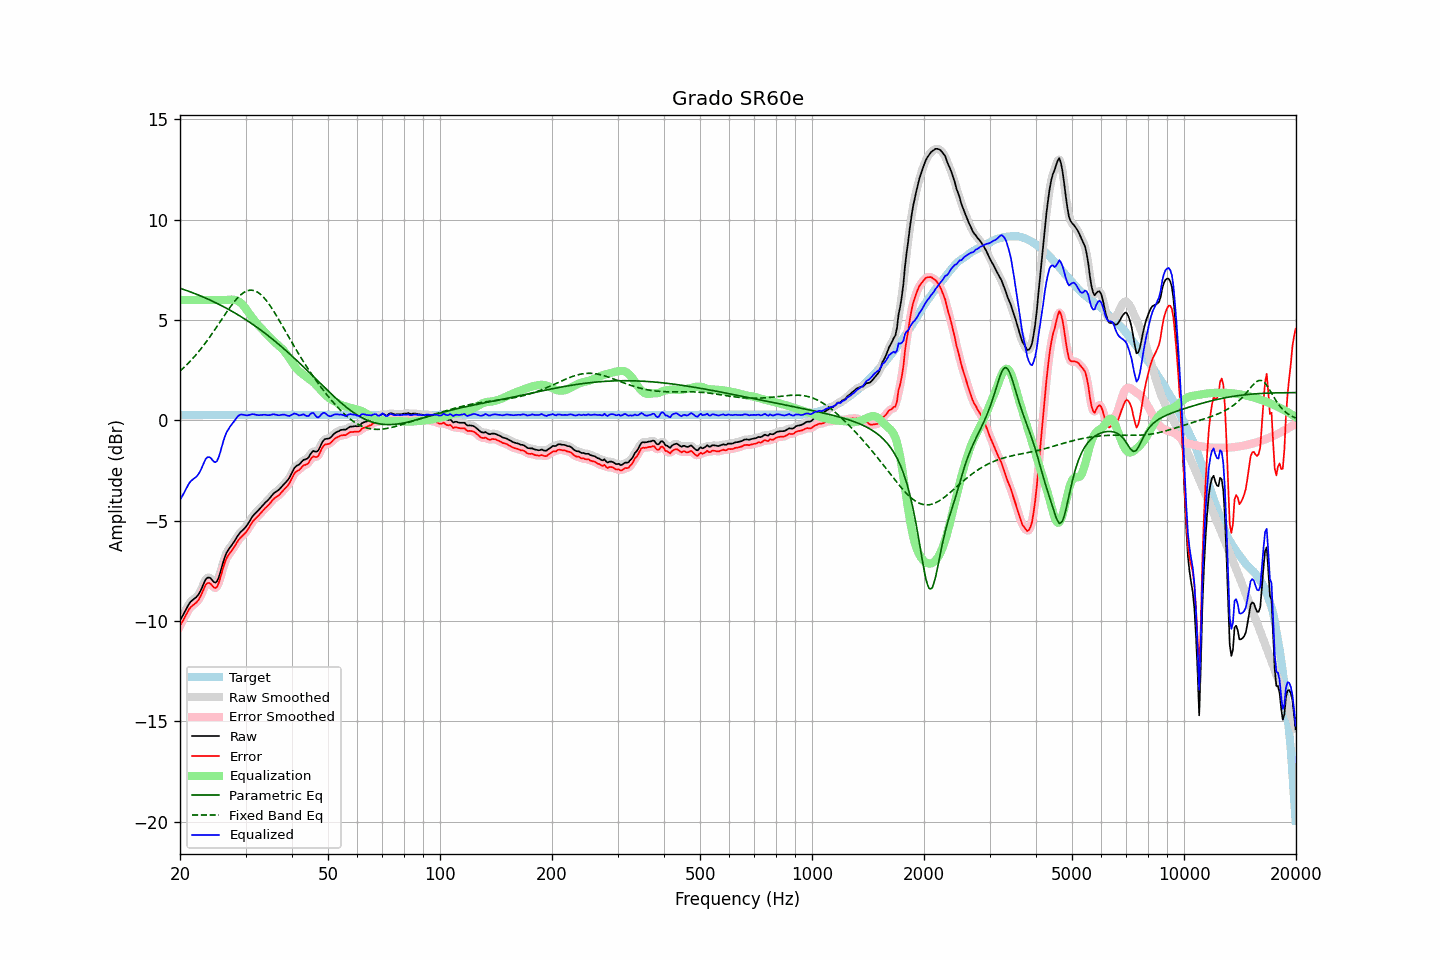 Grado SR60e
15
10
5
0
−5
−10
−15
−20
Amplitude (dBr)
Target
Raw Smoothed
Error Smoothed
Raw
Error
Equalization
Parametric Eq
Fixed Band Eq
Equalized
20 50 100 200 500 1000 2000 5000 10000 20000
Frequency (Hz)